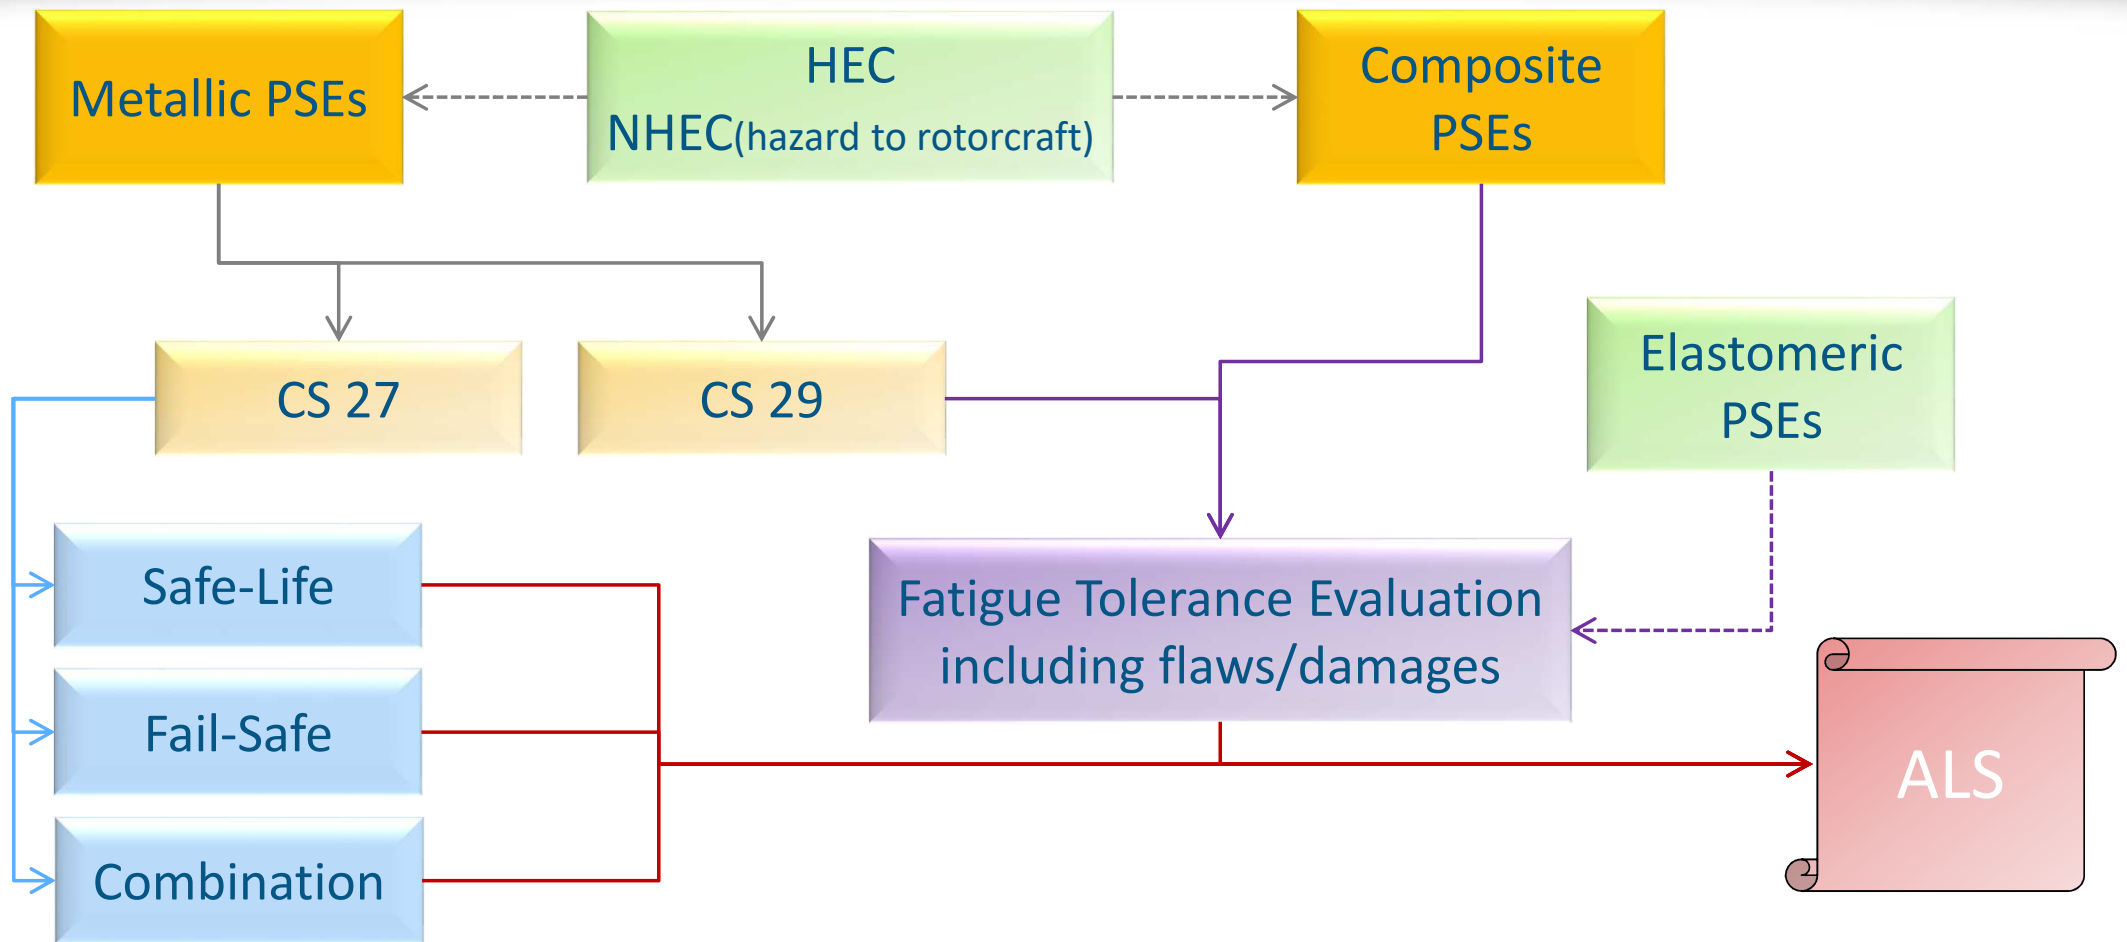 Metallic PSEs
HEC
NHEC(hazard to rotorcraft)
Composite
PSEs
CS 27
CS 29
Elastomeric
PSEs
Safe-Life
Fatigue Tolerance Evaluation
including flaws/damages
Fail-Safe
ALS
Combination